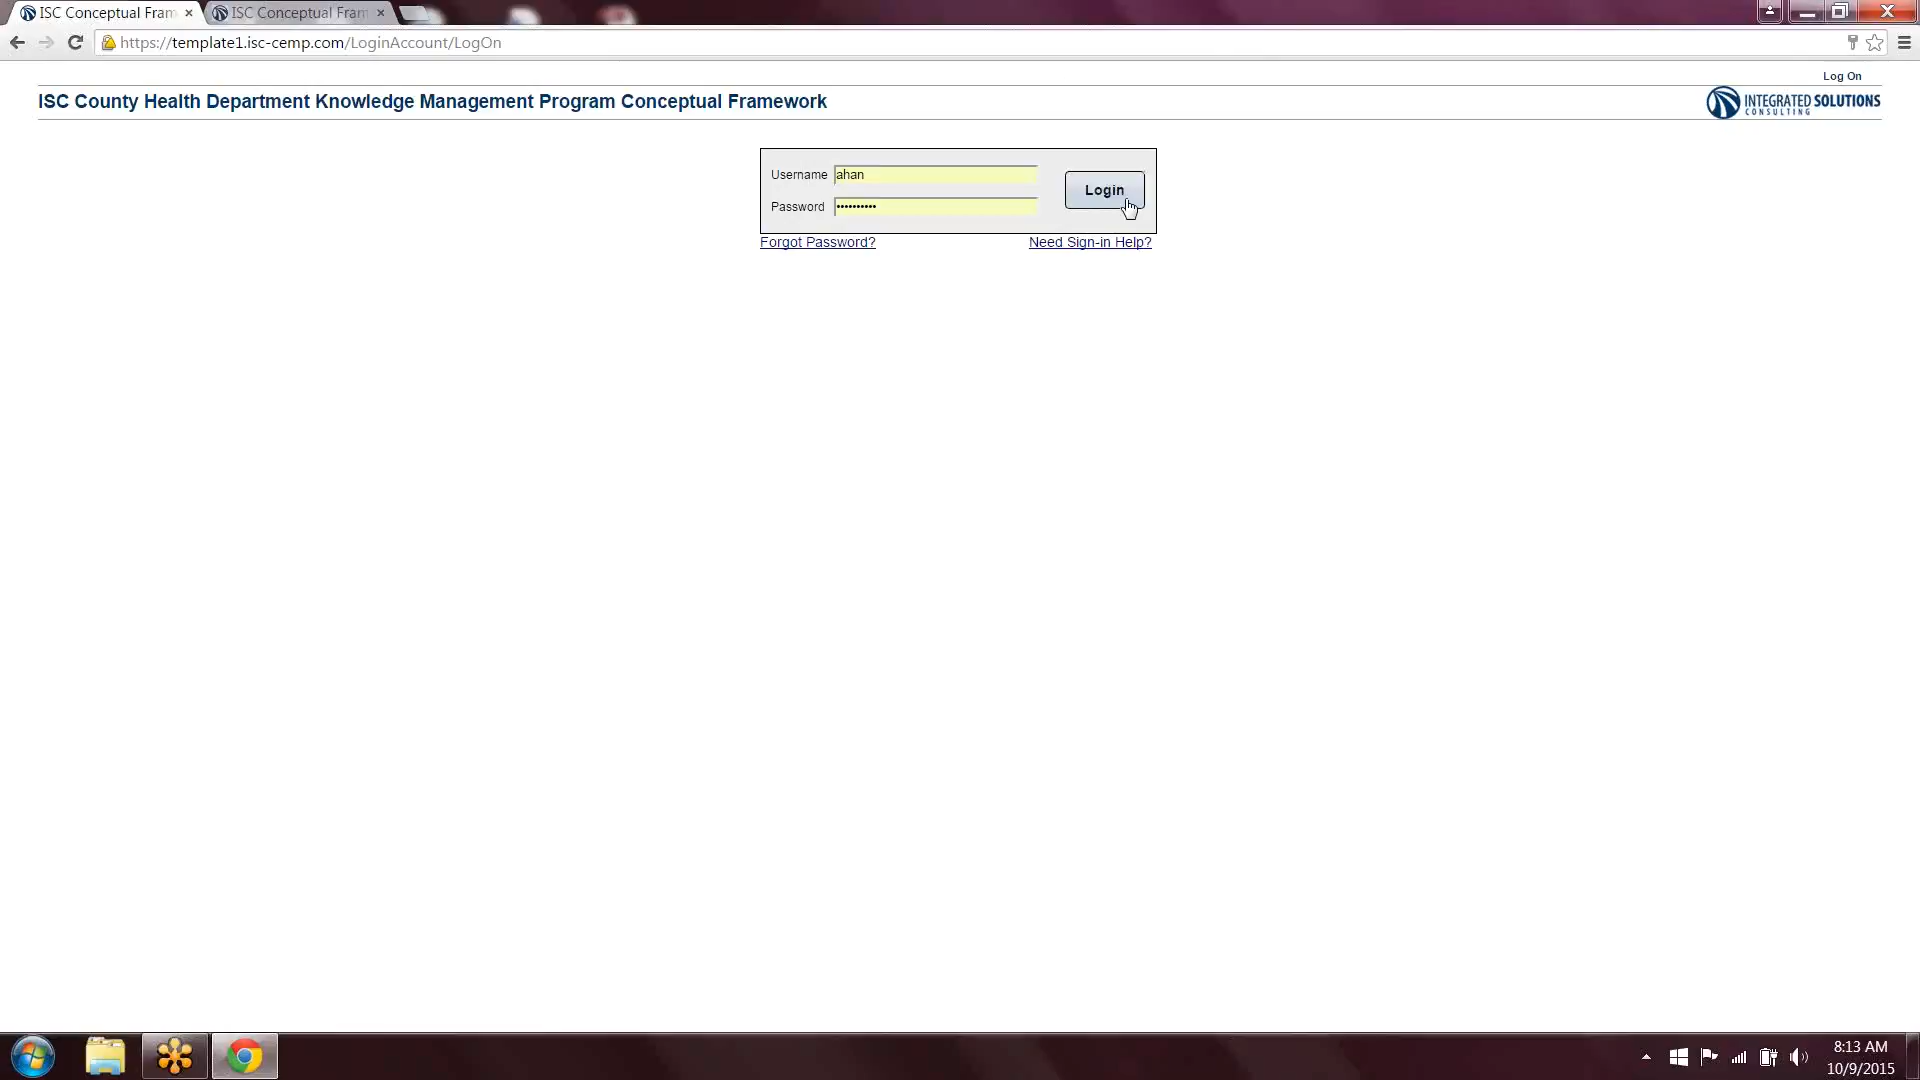 ISC Conceptual Fram
ISC Conceptual Fram
https://template1.isc-cemp.com/LoginAccount/LogOn
Log On
ISC County Health Department Knowledge Management Program Conceptual Framework
INTEGRATED SOLUTIONS
CONSULTING
Username ahan
Login
Password ••••••••••
Forgot Password? Need Sign-in Help?
8:13 AM
10/9/2015